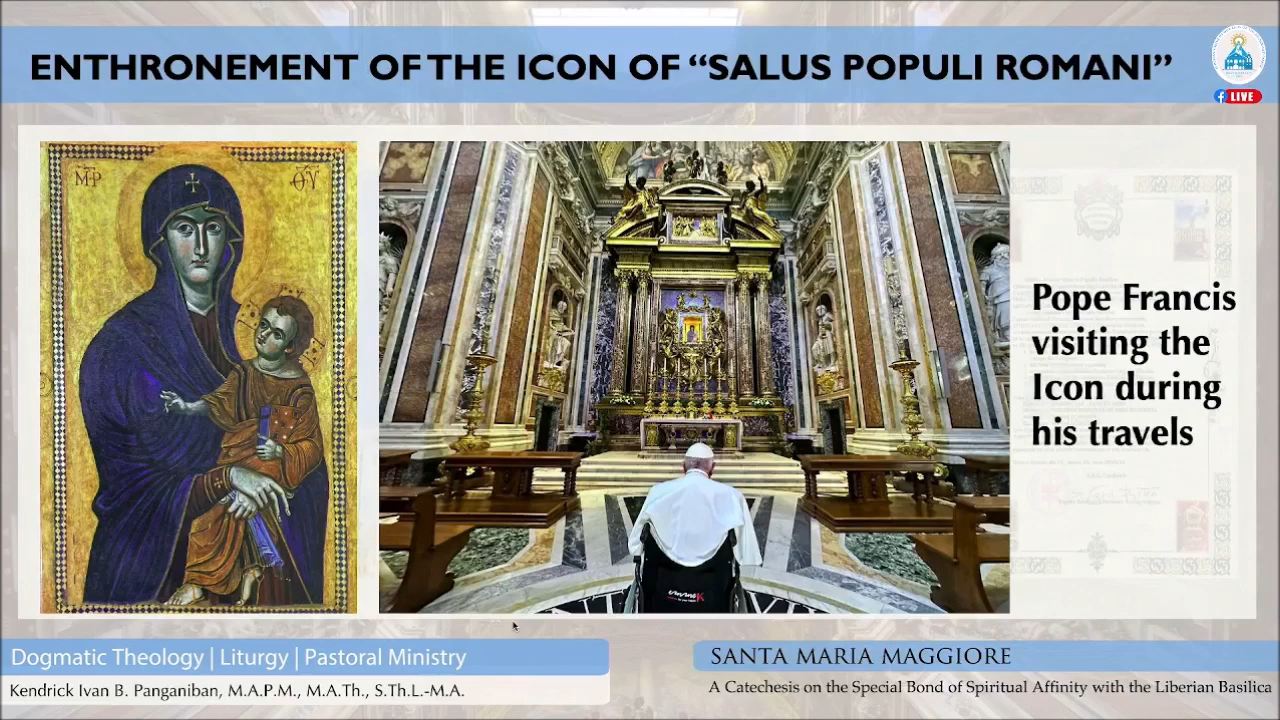 ENTHRONEMENT OF THE ICON OF “SALUS POPULI ROMANI”
LIVE
Pope Francis
visiting the
Icon during
his travels
Dogmatic Theology | Liturgy | Pastoral Ministry
Kendrick Ivan B. Panganiban, M.A.P.M., M.A.Th., S.Th.L.-M.A.
SANTA MARIA MAGGIORE
A Catechesis on the Special Bond of Spiritual Affinity with the Liberian Basilica